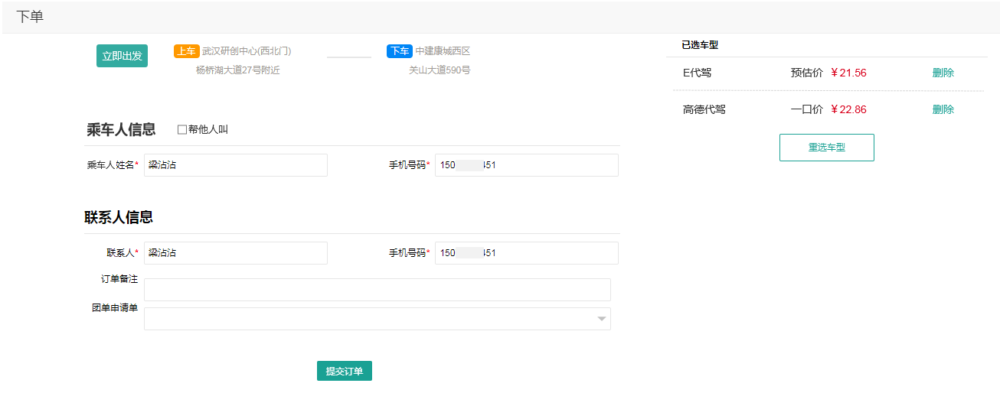 下单
立即出发 上车 武汉研创中心(西北门) 下车 中建康城西区
杨桥湖大道27号附近 关山大道590号
已选车型
E代驾 预估价 ￥21.56 删除
高德代驾 一口价 ￥22.86 删除
重选车型
乘车人信息 帮他人叫
乘车人姓名* 梁沾沾 手机号码* 150 451
联系人信息
联系人* 梁沾沾 手机号码* 150 451
订单备注
团单申请单
提交订单